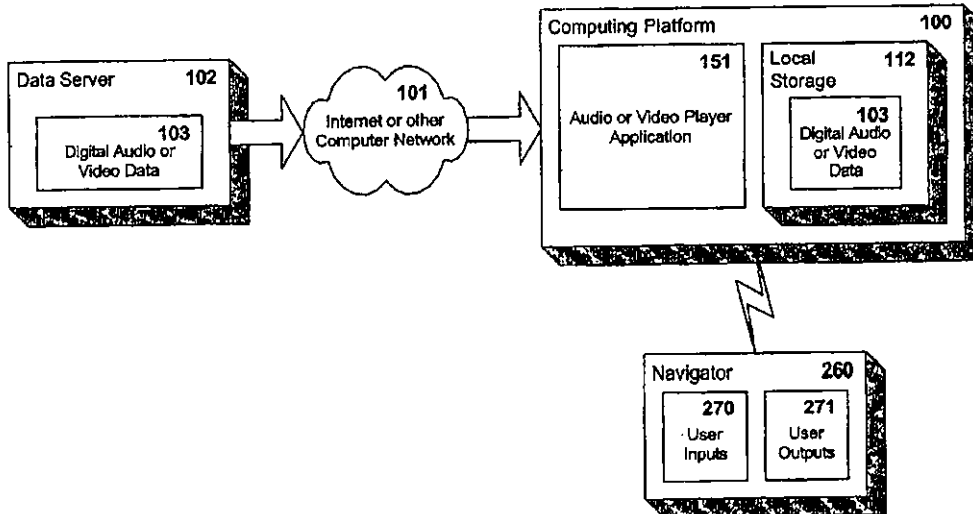 Data Server 102
103
Digital Audio or
Video Data
101
Internet or other
Computer Network
Computing Platform 100
151
Audio or Video Player
Application
Local 112
Storage
103
Digital Audio
or Video
Data
Navigator 260
270
User
Inputs
271
User
Outputs